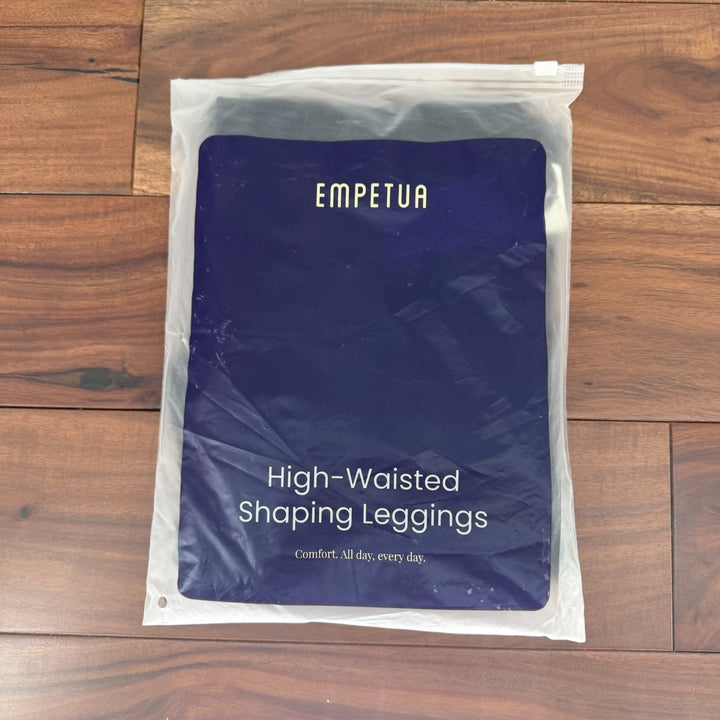 EMPETUA
High-Waisted
Shaping Leggings
Comfort. All day, every day.